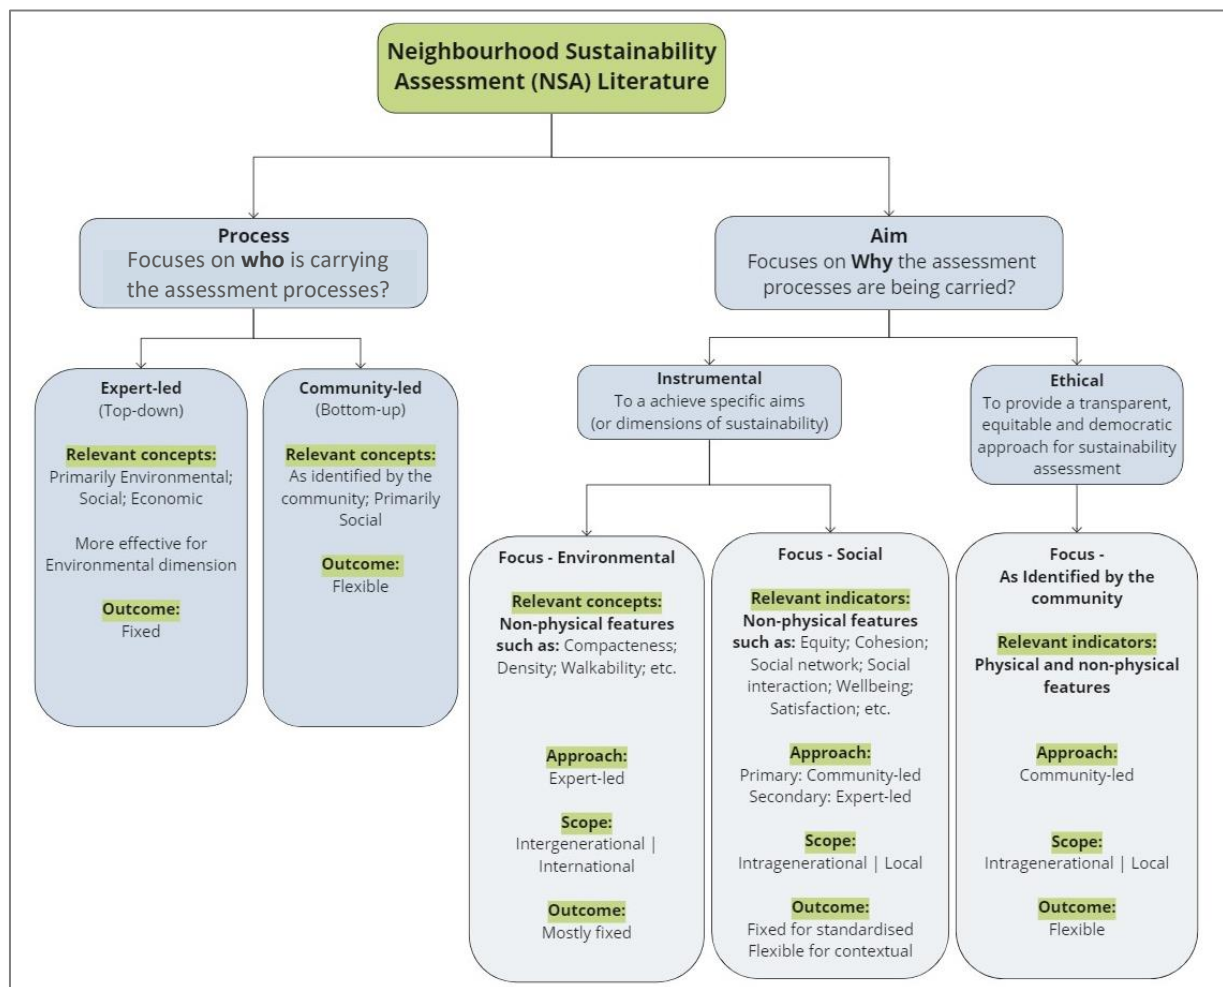 Neighbourhood Sustainability
Assessment (NSA) Literature
Process
Focuses on who is carrying
the assessment processes?
Aim
Focuses on Why the assessment
processes are being carried?
Expert-led
(Top-down)
Relevant concepts:
Primarily Environmental;
Social; Economic
More effective for
Environmental dimension
Outcome:
Fixed
Community-led
(Bottom-up)
Relevant concepts:
As identified by the
community; Primarily
Social
Outcome:
Flexible
Instrumental
To a achieve specific aims
(or dimensions of sustainability)
Ethical
To provide a transparent,
equitable and democratic
approach for sustainability
assessment
Focus - Environmental
Relevant concepts:
Non-physical features
such as: Compacteness;
Density; Walkability; etc.
Approach:
Expert-led
Scope:
Intergenerational |
International
Outcome:
Mostly fixed
Focus - Social
Relevant indicators:
Non-physical features
such as: Equity; Cohesion;
Social network; Social
interaction; Wellbeing;
Satisfaction; etc.
Approach:
Primary: Community-led
Secondary: Expert-led
Scope:
Intragenerational | Local
Outcome:
Fixed for standardised
Flexible for contextual
Focus -
As Identified by the
community
Relevant indicators:
Physical and non-physical
features
Approach:
Community-led
Scope:
Intragenerational | Local
Outcome:
Flexible